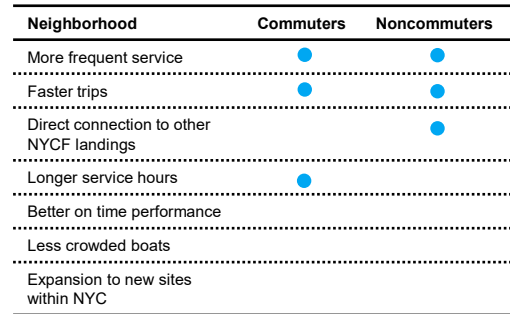 Neighborhood Commuters Noncommuters
More frequent service
Faster trips
Direct connection to other
NYCF landings
Longer service hours
Better on time performance
Less crowded boats
Expansion to new sites
within NYC